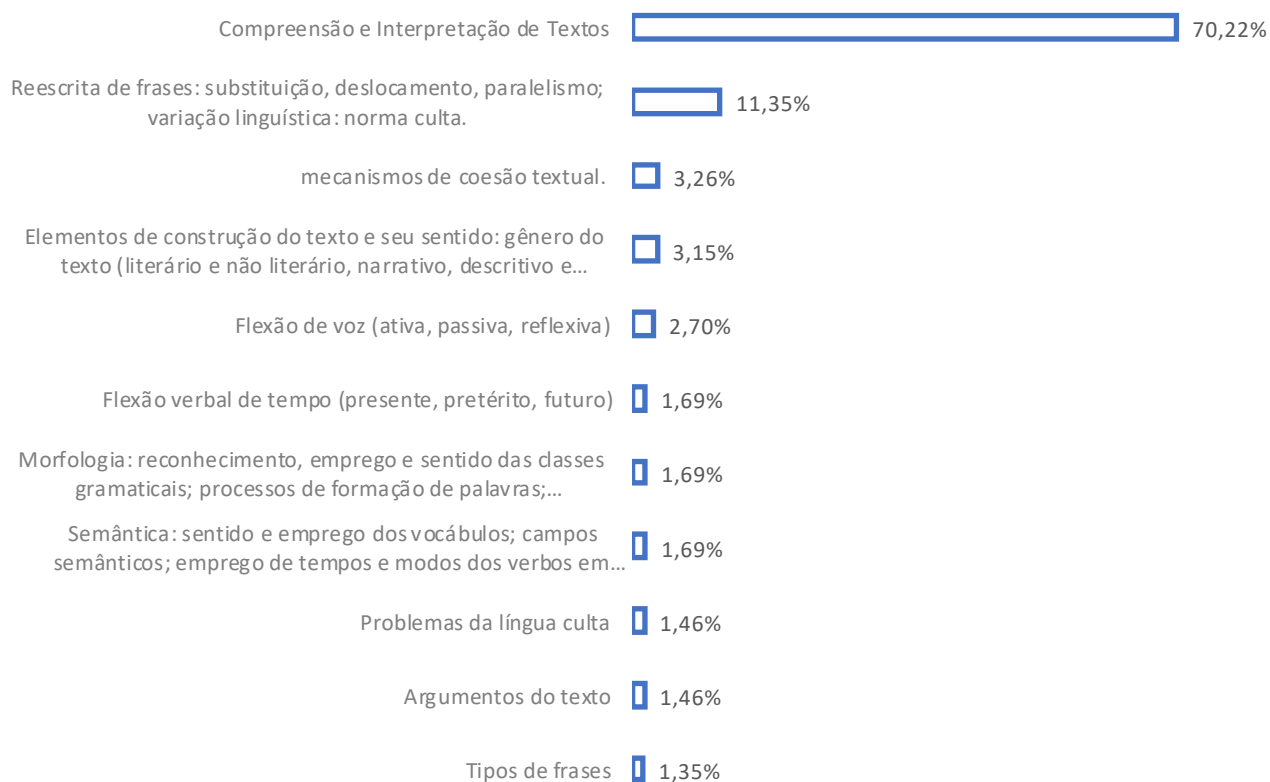 Compreensão e Interpretação de Textos 70,22%
Reescrita de frases: substituição, deslocamento, paralelismo;
variação linguística: norma culta. 11,35%
mecanismos de coesão textual. 3,26%
Elementos de construção do texto e seu sentido: gênero do
texto (literário e não literário, narrativo, descritivo e... 3,15%
Flexão de voz (ativa, passiva, reflexiva) 2,70%
Flexão verbal de tempo (presente, pretérito, futuro) 1,69%
Morfologia: reconhecimento, emprego e sentido das classes
gramaticais; processos de formação de palavras;... 1,69%
Semântica: sentido e emprego dos vocábulos; campos
semânticos; emprego de tempos e modos dos verbos em... 1,69%
Problemas da língua culta 1,46%
Argumentos do texto 1,46%
Tipos de frases 1,35%